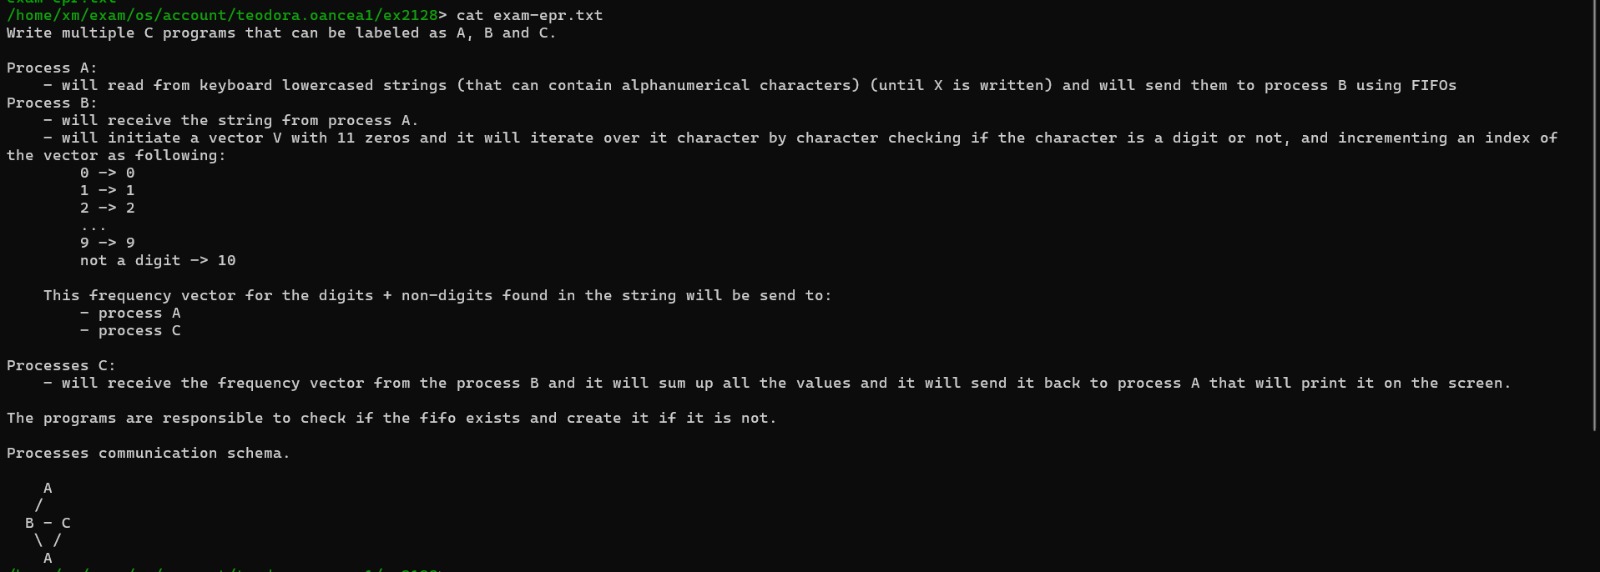 exam-epr.txt
/home/xm/exam/os/account/teodora.oancea1/ex2128> cat exam-epr.txt
Write multiple C programs that can be labeled as A, B and C.
Process A:
    - will read from keyboard lowercased strings (that can contain alphanumerical characters) (until X is written) and will send them to process B using FIFOs
Process B:
    - will receive the string from process A.
    - will initiate a vector V with 11 zeros and it will iterate over it character by character checking if the character is a digit or not, and incrementing an index of
the vector as following:
        0 -> 0
        1 -> 1
        2 -> 2
        ...
        9 -> 9
        not a digit -> 10
    This frequency vector for the digits + non-digits found in the string will be send to:
        - process A
        - process C
Processes C:
    - will receive the frequency vector from the process B and it will sum up all the values and it will send it back to process A that will print it on the screen.
The programs are responsible to check if the fifo exists and create it if it is not.
Processes communication schema.
    A
   /
  B - C
   \ /
    A